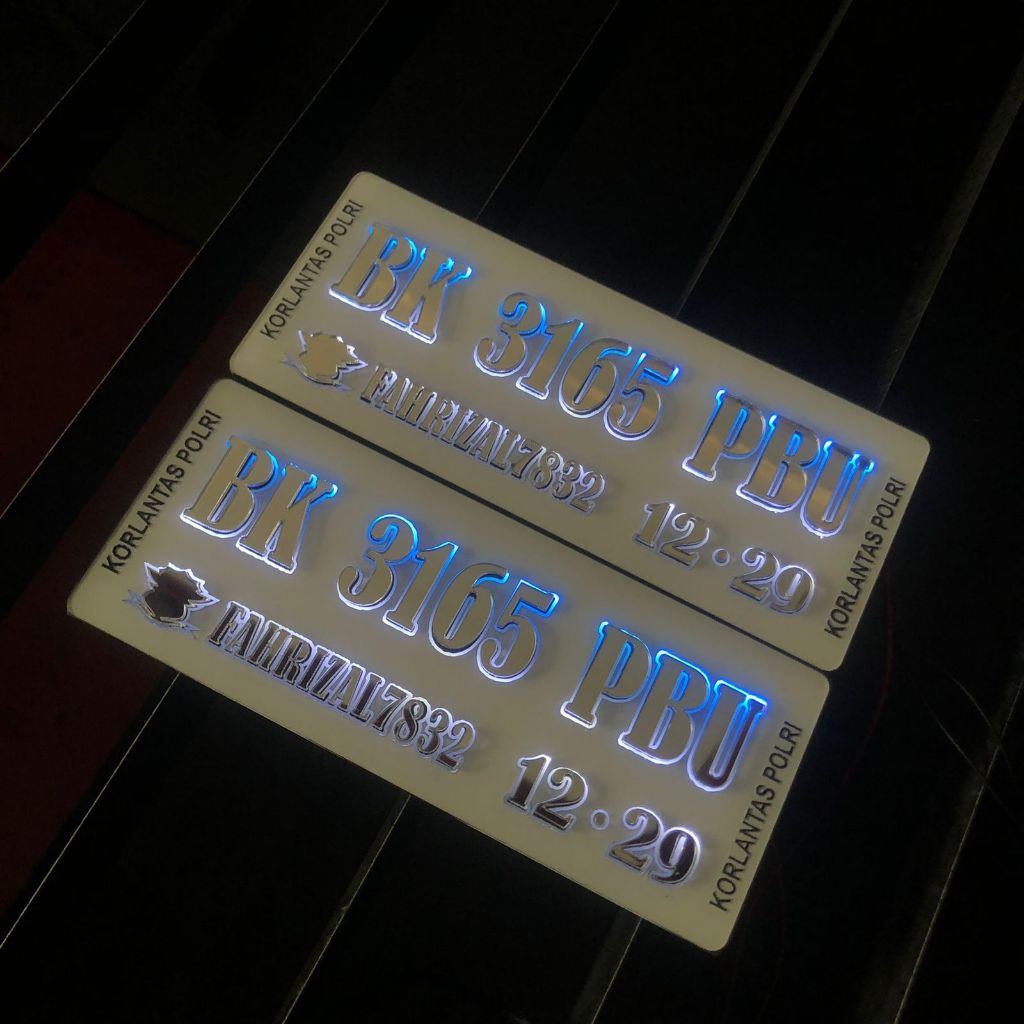 KORLANTAS POLRI
BK 3165 PBU
FAHRIZAL7832
12·29
KORLANTAS POLRI
KORLANTAS POLRI
BK 3165 PBU
FAHRIZAL7832
12·29
KORLANTAS POLRI